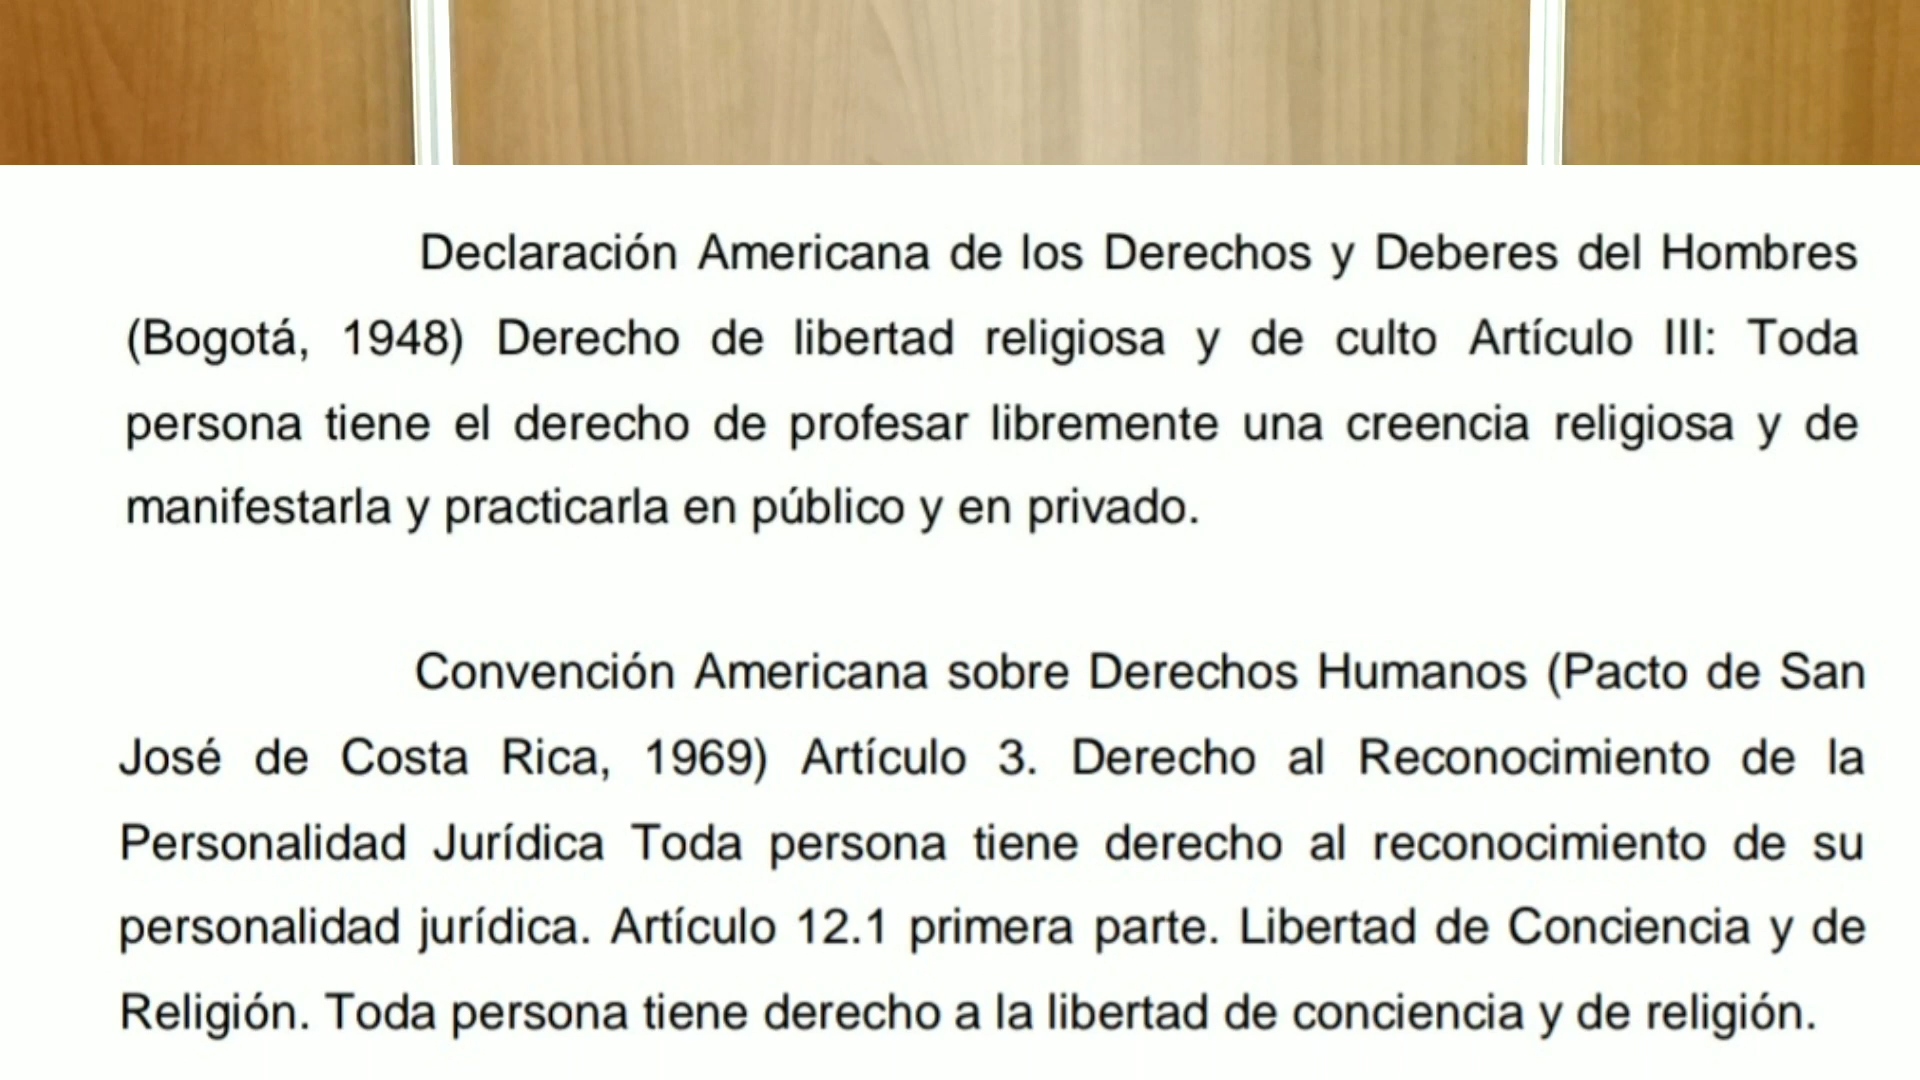 Declaración Americana de los Derechos y Deberes del Hombres
(Bogotá, 1948) Derecho de libertad religiosa y de culto Artículo III: Toda
persona tiene el derecho de profesar libremente una creencia religiosa y de
manifestarla y practicarla en público y en privado.
Convención Americana sobre Derechos Humanos (Pacto de San
José de Costa Rica, 1969) Artículo 3. Derecho al Reconocimiento de la
Personalidad Jurídica Toda persona tiene derecho al reconocimiento de su
personalidad jurídica. Artículo 12.1 primera parte. Libertad de Conciencia y de
Religión. Toda persona tiene derecho a la libertad de conciencia y de religión.